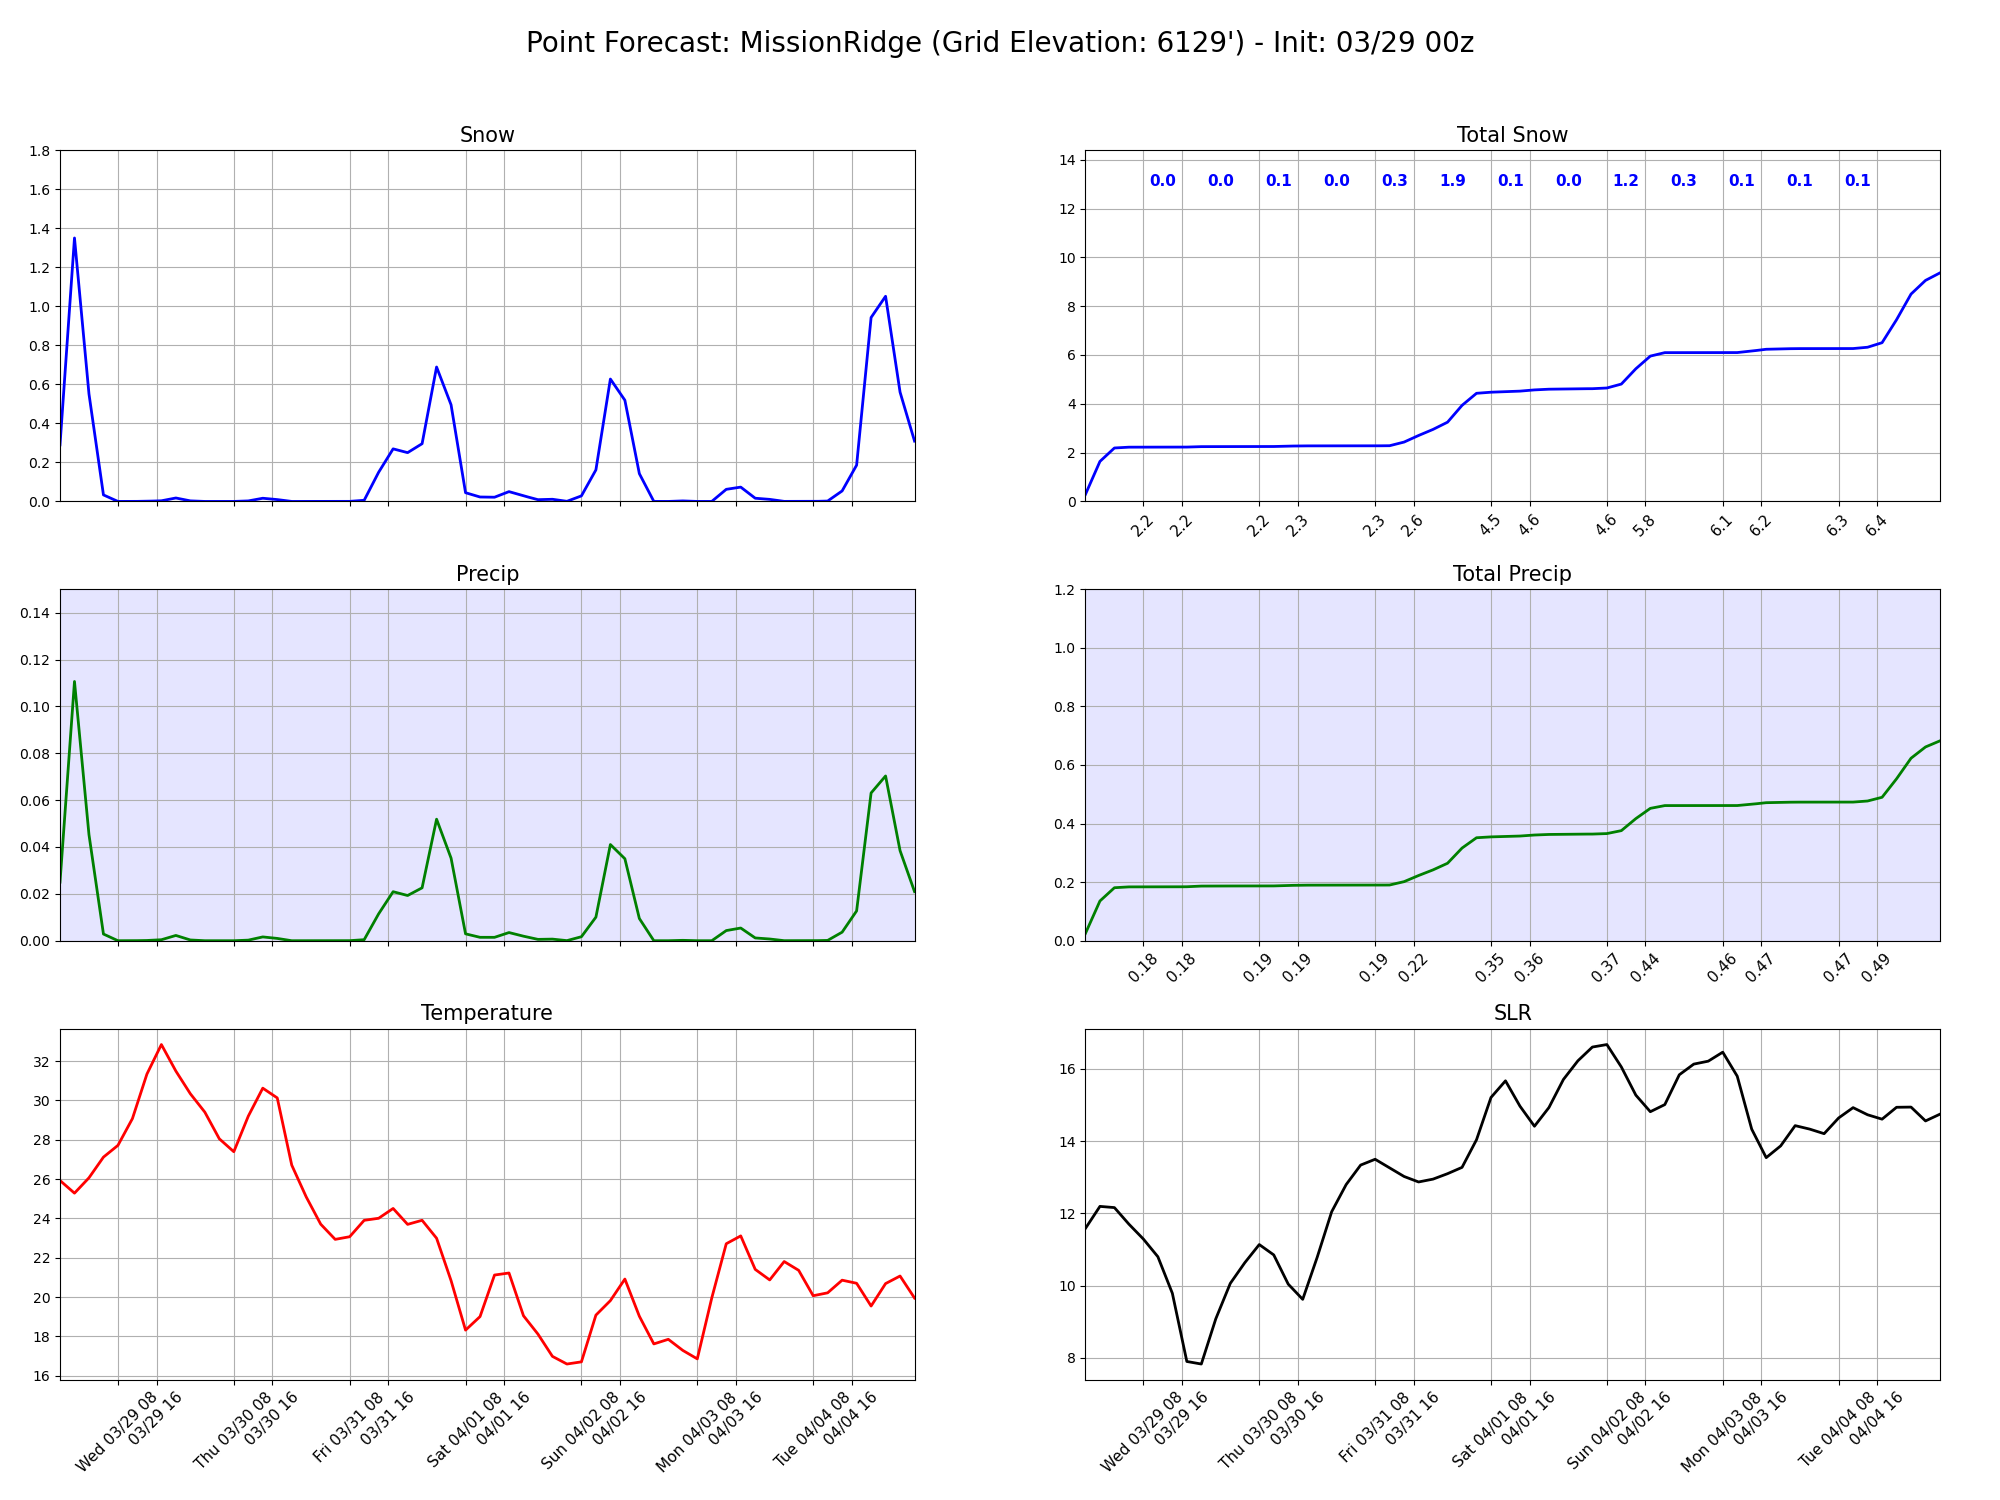 Point Forecast: MissionRidge (Grid Elevation: 6129') - Init: 03/29 00z
Snow
1.8
1.6
1.4
1.2
1.0
0.8
0.6
0.4
0.2
0.0
Total Snow
14
12
10
8
6
4
2
0
0.0 0.0 0.1 0.0 0.3 1.9 0.1 0.0 1.2 0.3 0.1 0.1 0.1
2.2 2.2 2.2 2.3 2.3 2.6 4.5 4.6 4.6 5.8 6.1 6.2 6.3 6.4
Precip
0.14
0.12
0.10
0.08
0.06
0.04
0.02
0.00
Total Precip
1.2
1.0
0.8
0.6
0.4
0.2
0.0
0.18 0.18 0.19 0.19 0.19 0.22 0.35 0.36 0.37 0.44 0.46 0.47 0.47 0.49
Temperature
32
30
28
26
24
22
20
18
16
Wed 03/29 08
03/29 16
Thu 03/30 08
03/30 16
Fri 03/31 08
03/31 16
Sat 04/01 08
04/01 16
Sun 04/02 08
04/02 16
Mon 04/03 08
04/03 16
Tue 04/04 08
04/04 16
SLR
16
14
12
10
8
Wed 03/29 08
03/29 16
Thu 03/30 08
03/30 16
Fri 03/31 08
03/31 16
Sat 04/01 08
04/01 16
Sun 04/02 08
04/02 16
Mon 04/03 08
04/03 16
Tue 04/04 08
04/04 16